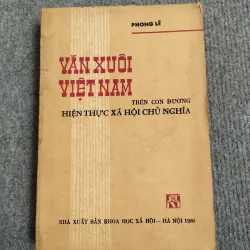 PHONG LÊ
VĂN XUÔI
VIỆT NAM
TRÊN CON ĐƯỜNG
HIỆN THỰC XÃ HỘI CHỦ NGHĨA
NHÀ XUẤT BẢN KHOA HỌC XÃ HỘI - HÀ NỘI 1980